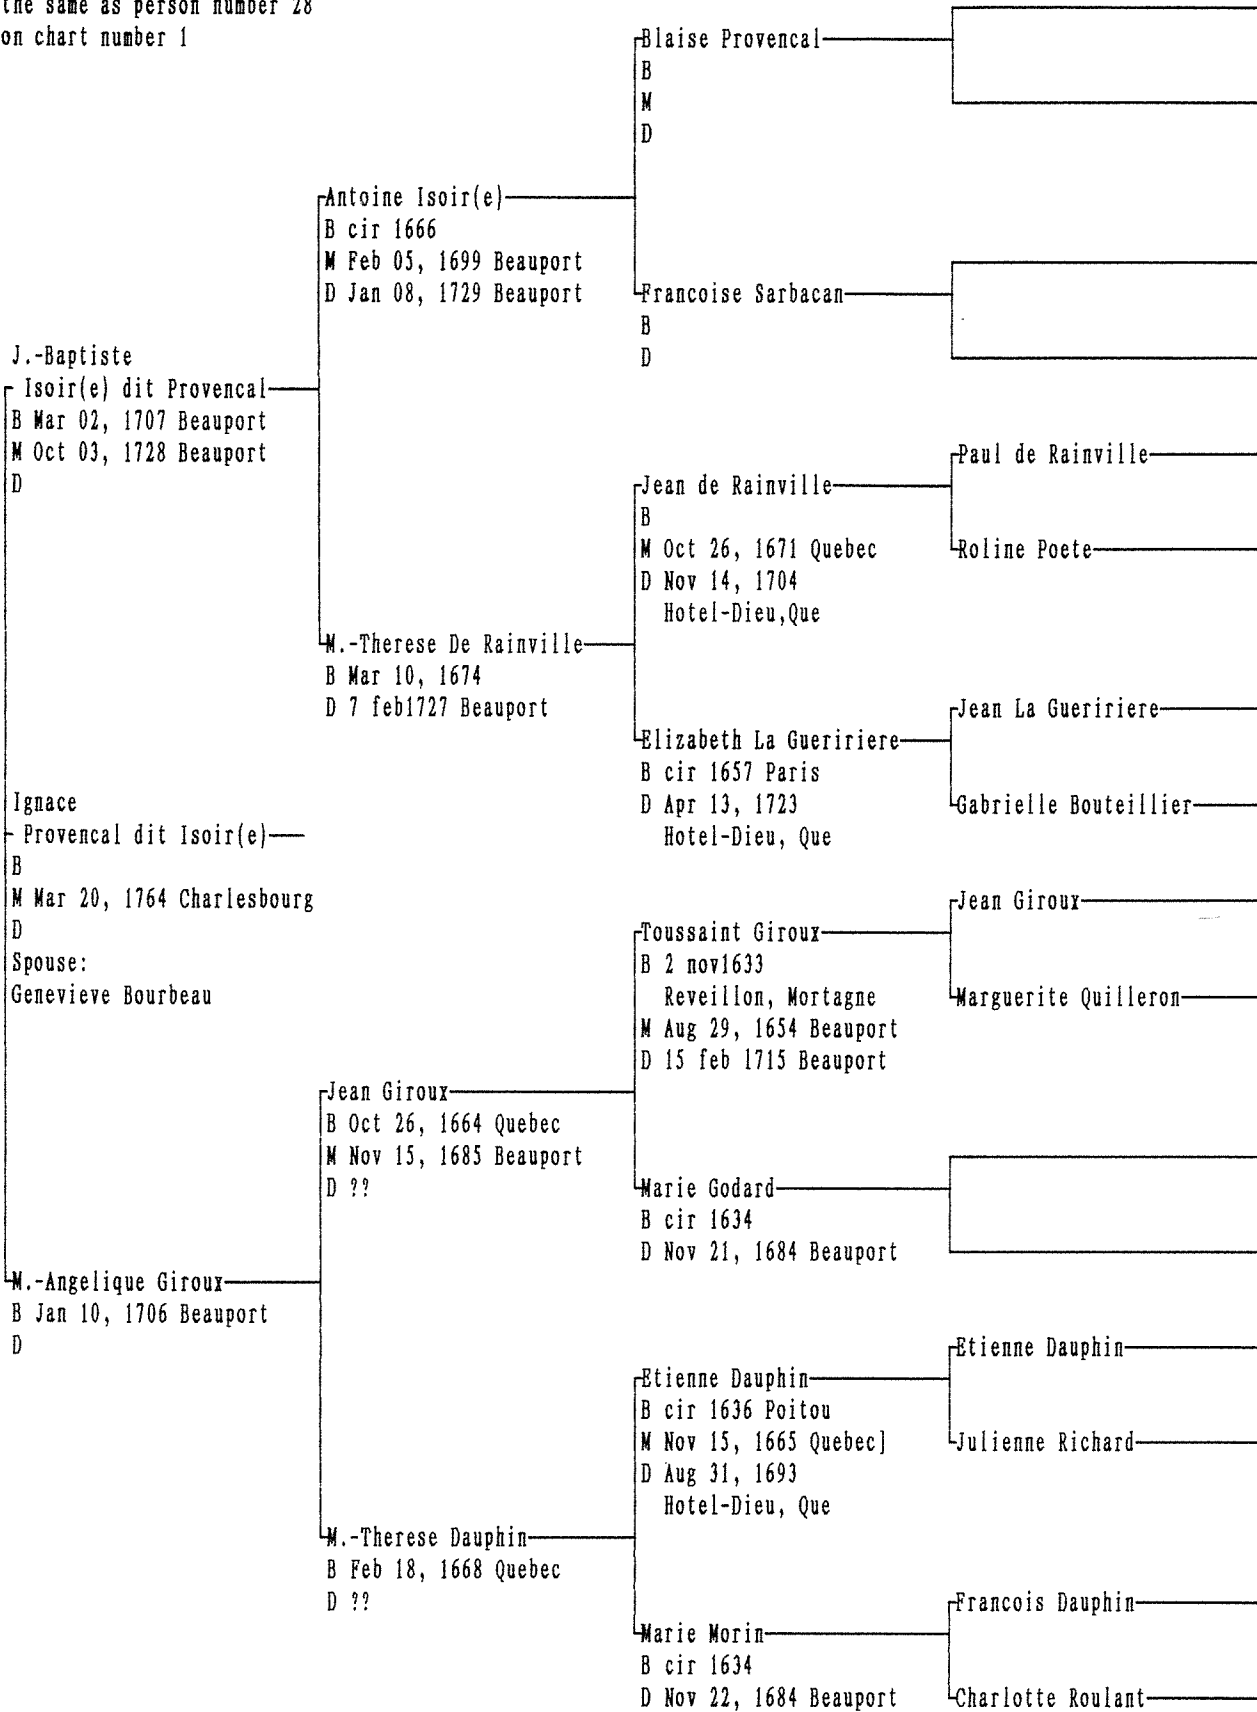 the same as person number 28
on chart number 1
Blaise Provencal
B
M
D
Antoine Isoir(e)
B cir 1666
M Feb 05, 1699 Beauport
D Jan 08, 1729 Beauport
Francoise Sarbacan
B
D
J.-Baptiste
Isoir(e) dit Provencal
B Mar 02, 1707 Beauport
M Oct 03, 1728 Beauport
D
Paul de Rainville
Jean de Rainville
B
M Oct 26, 1671 Quebec
D Nov 14, 1704
Hotel-Dieu,Que
Roline Poete
M.-Therese De Rainville
B Mar 10, 1674
D 7 feb1727 Beauport
Jean La Gueririere
Elizabeth La Gueririere
B cir 1657 Paris
D Apr 13, 1723
Hotel-Dieu, Que
Gabrielle Bouteillier
Ignace
Provencal dit Isoir(e)
B
M Mar 20, 1764 Charlesbourg
D
Spouse:
Genevieve Bourbeau
Jean Giroux
Toussaint Giroux
B 2 nov1633
Reveillon, Mortagne
M Aug 29, 1654 Beauport
D 15 feb 1715 Beauport
Marguerite Quilleron
Jean Giroux
B Oct 26, 1664 Quebec
M Nov 15, 1685 Beauport
D ??
Marie Godard
B cir 1634
D Nov 21, 1684 Beauport
M.-Angelique Giroux
B Jan 10, 1706 Beauport
D
Etienne Dauphin
Etienne Dauphin
B cir 1636 Poitou
M Nov 15, 1665 Quebec]
D Aug 31, 1693
Hotel-Dieu, Que
Julienne Richard
M.-Therese Dauphin
B Feb 18, 1668 Quebec
D ??
Francois Dauphin
Marie Morin
B cir 1634
D Nov 22, 1684 Beauport
Charlotte Roulant